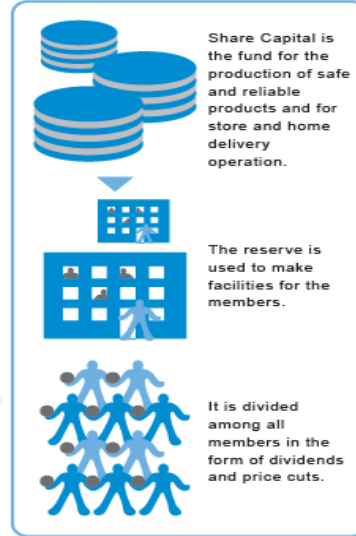 Share Capital is
the fund for the
production of safe
and reliable
products and for
store and home
delivery
operation.
The reserve is
used to make
facilities for the
members.
It is divided
among all
members in the
form of dividends
and price cuts.